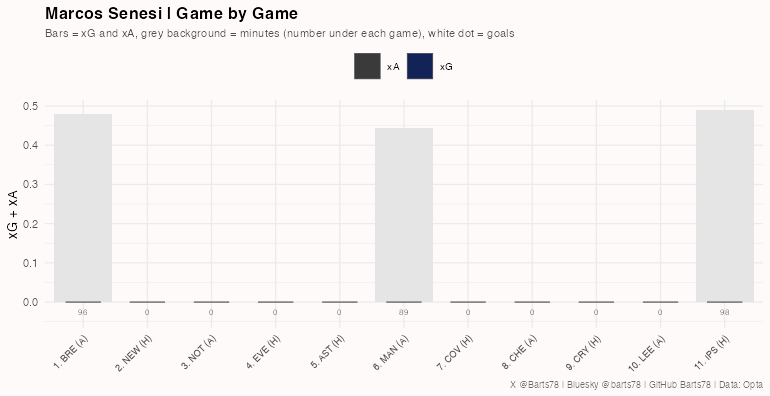 Marcos Senesi | Game by Game
Bars = xG and xA, grey background = minutes (number under each game), white dot = goals
xA xG
xG + xA
0.5
0.4
0.3
0.2
0.1
0.0
96 0 0 0 0 89 0 0 0 0 98
1. BRE (A) 2. NEW (H) 3. NOT (A) 4. EVE (H) 5. AST (H) 6. MAN (A) 7. COV (H) 8. CHE (A) 9. CRY (H) 10. LEE (A) 11. IPS (H)
X @Barts78 | Bluesky @barts78 | GitHub Barts78 | Data: Opta